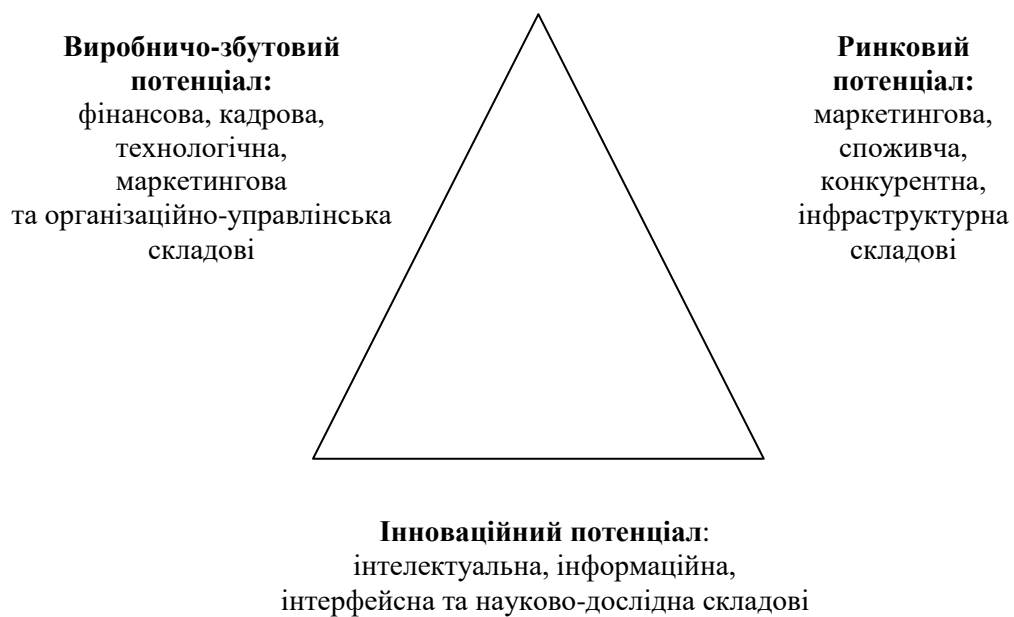 Виробничо-збутовий
потенціал:
фінансова, кадрова,
технологічна,
маркетингова
та організаційно-управлінська
складові
Ринковий
потенціал:
маркетингова,
споживча,
конкурентна,
інфраструктурна
складові
Інноваційний потенціал:
інтелектуальна, інформаційна,
інтерфейсна та науково-дослідна складові